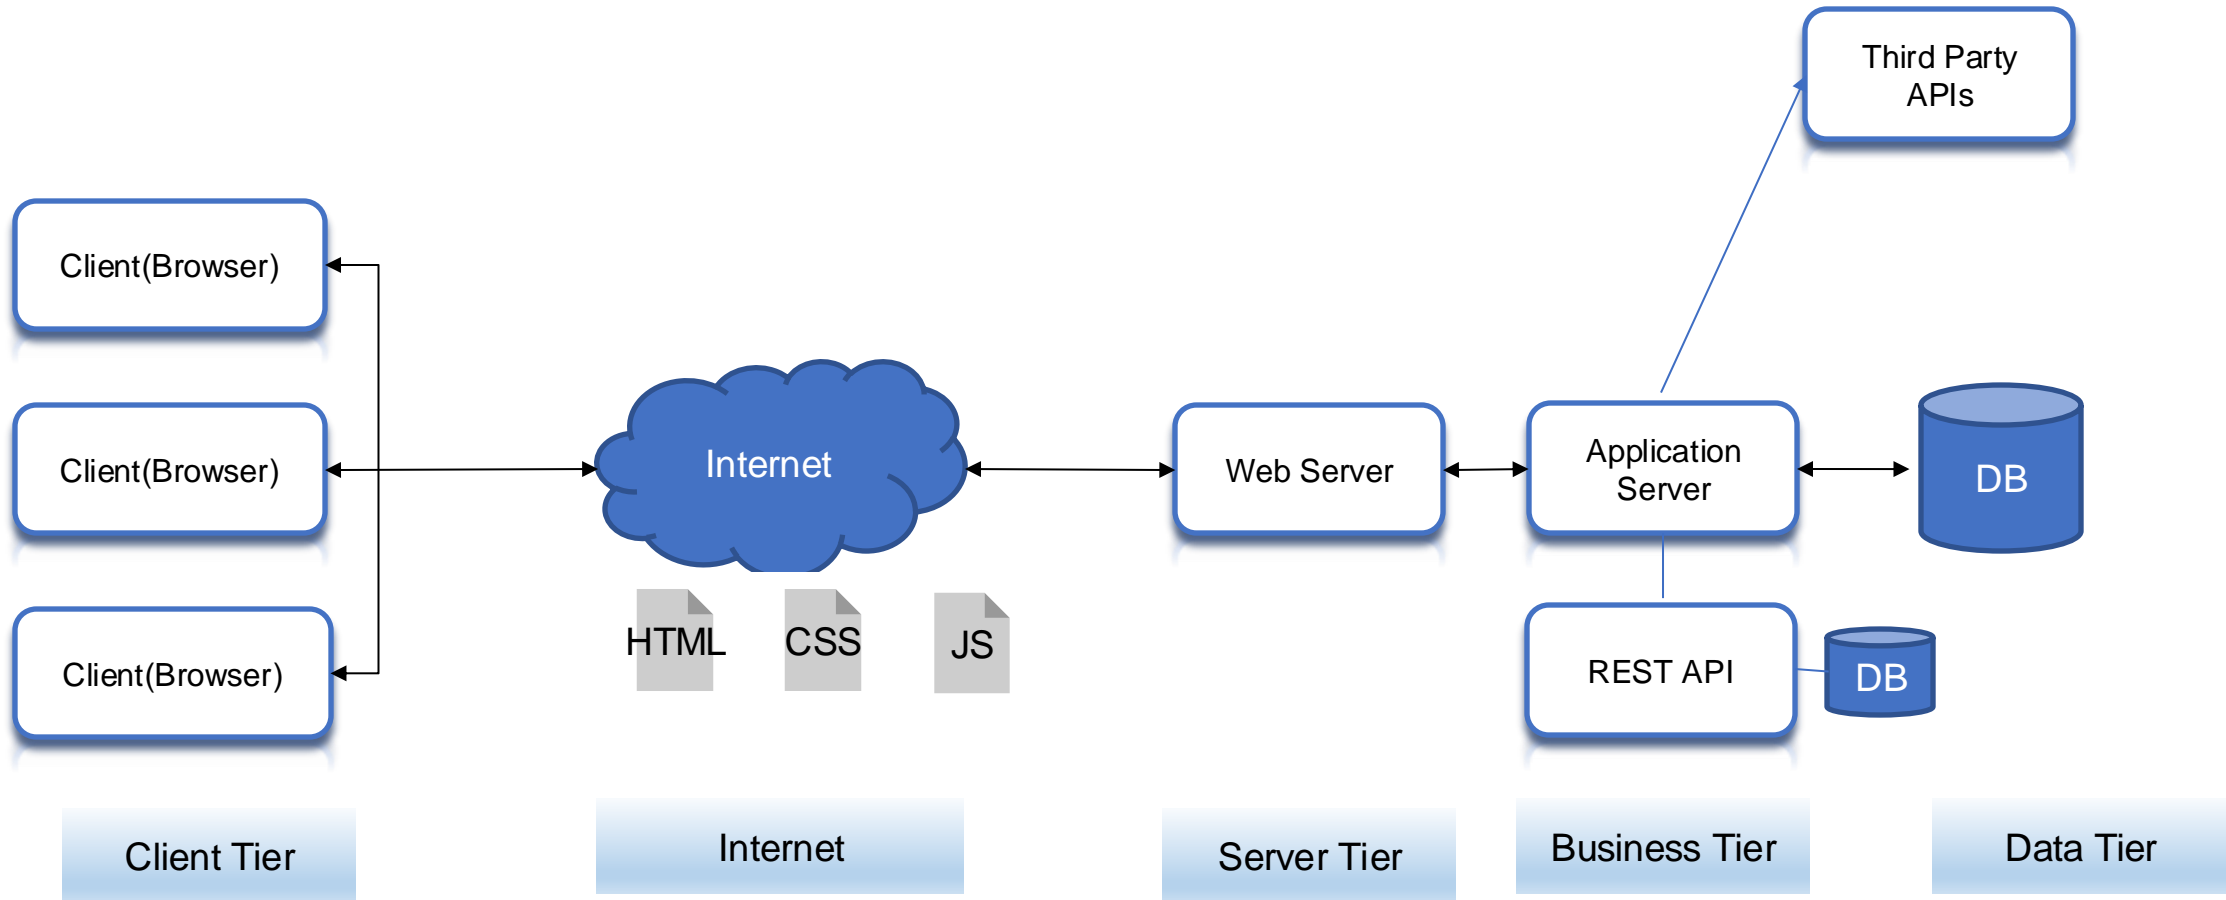 Third Party
APIs
Client(Browser)
Client(Browser)
Internet
Web Server
Application
Server
DB
HTML
CSS
JS
Client(Browser)
REST API
DB
Client Tier
Internet
Server Tier
Business Tier
Data Tier